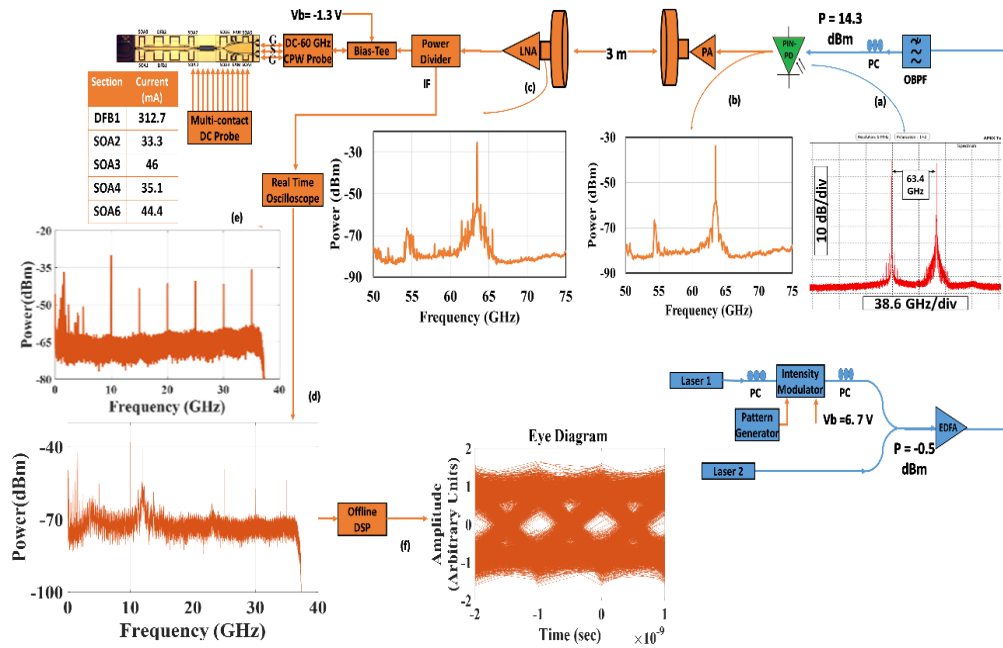 Vb= -1.3 V
SOA0 DFB2 SOA7
G
S
G
DC-60 GHz
CPW Probe
Bias-Tee
Power
Divider
LNA
3 m
PA
PIN-
PD
P = 14.3
dBm
PC
OBPF
IF
(c)
(b)
(a)
Section
Current
(mA)
DFB1
312.7
SOA2
33.3
SOA3
46
SOA4
35.1
SOA6
44.4
Multi-contact
DC Probe
Real Time
Oscilloscope
(e)
Power (dBm)
-30
-50
-70
-90
50 55 60 65 70 75
Frequency (GHz)
Power (dBm)
-30
-50
-70
-90
50 55 60 65 70 75
Frequency (GHz)
Spectrum
63.4
GHz
10 dB/div
38.6 GHz/div
Power(dBm)
-20
-35
-50
-65
-80
0 10 20 30 40
Frequency (GHz)
(d)
Power(dBm)
-40
-70
-100
0 10 20 30 40
Frequency (GHz)
Offline
DSP
(f)
Eye Diagram
Amplitude
(Arbitrary Units)
2
1
0
-1
-2
-2 -1 0 1
Time (sec)
×10-9
Laser 1
PC
Intensity
Modulator
PC
Pattern
Generator
Vb =6.7 V
P = -0.5
dBm
EDFA
Laser 2